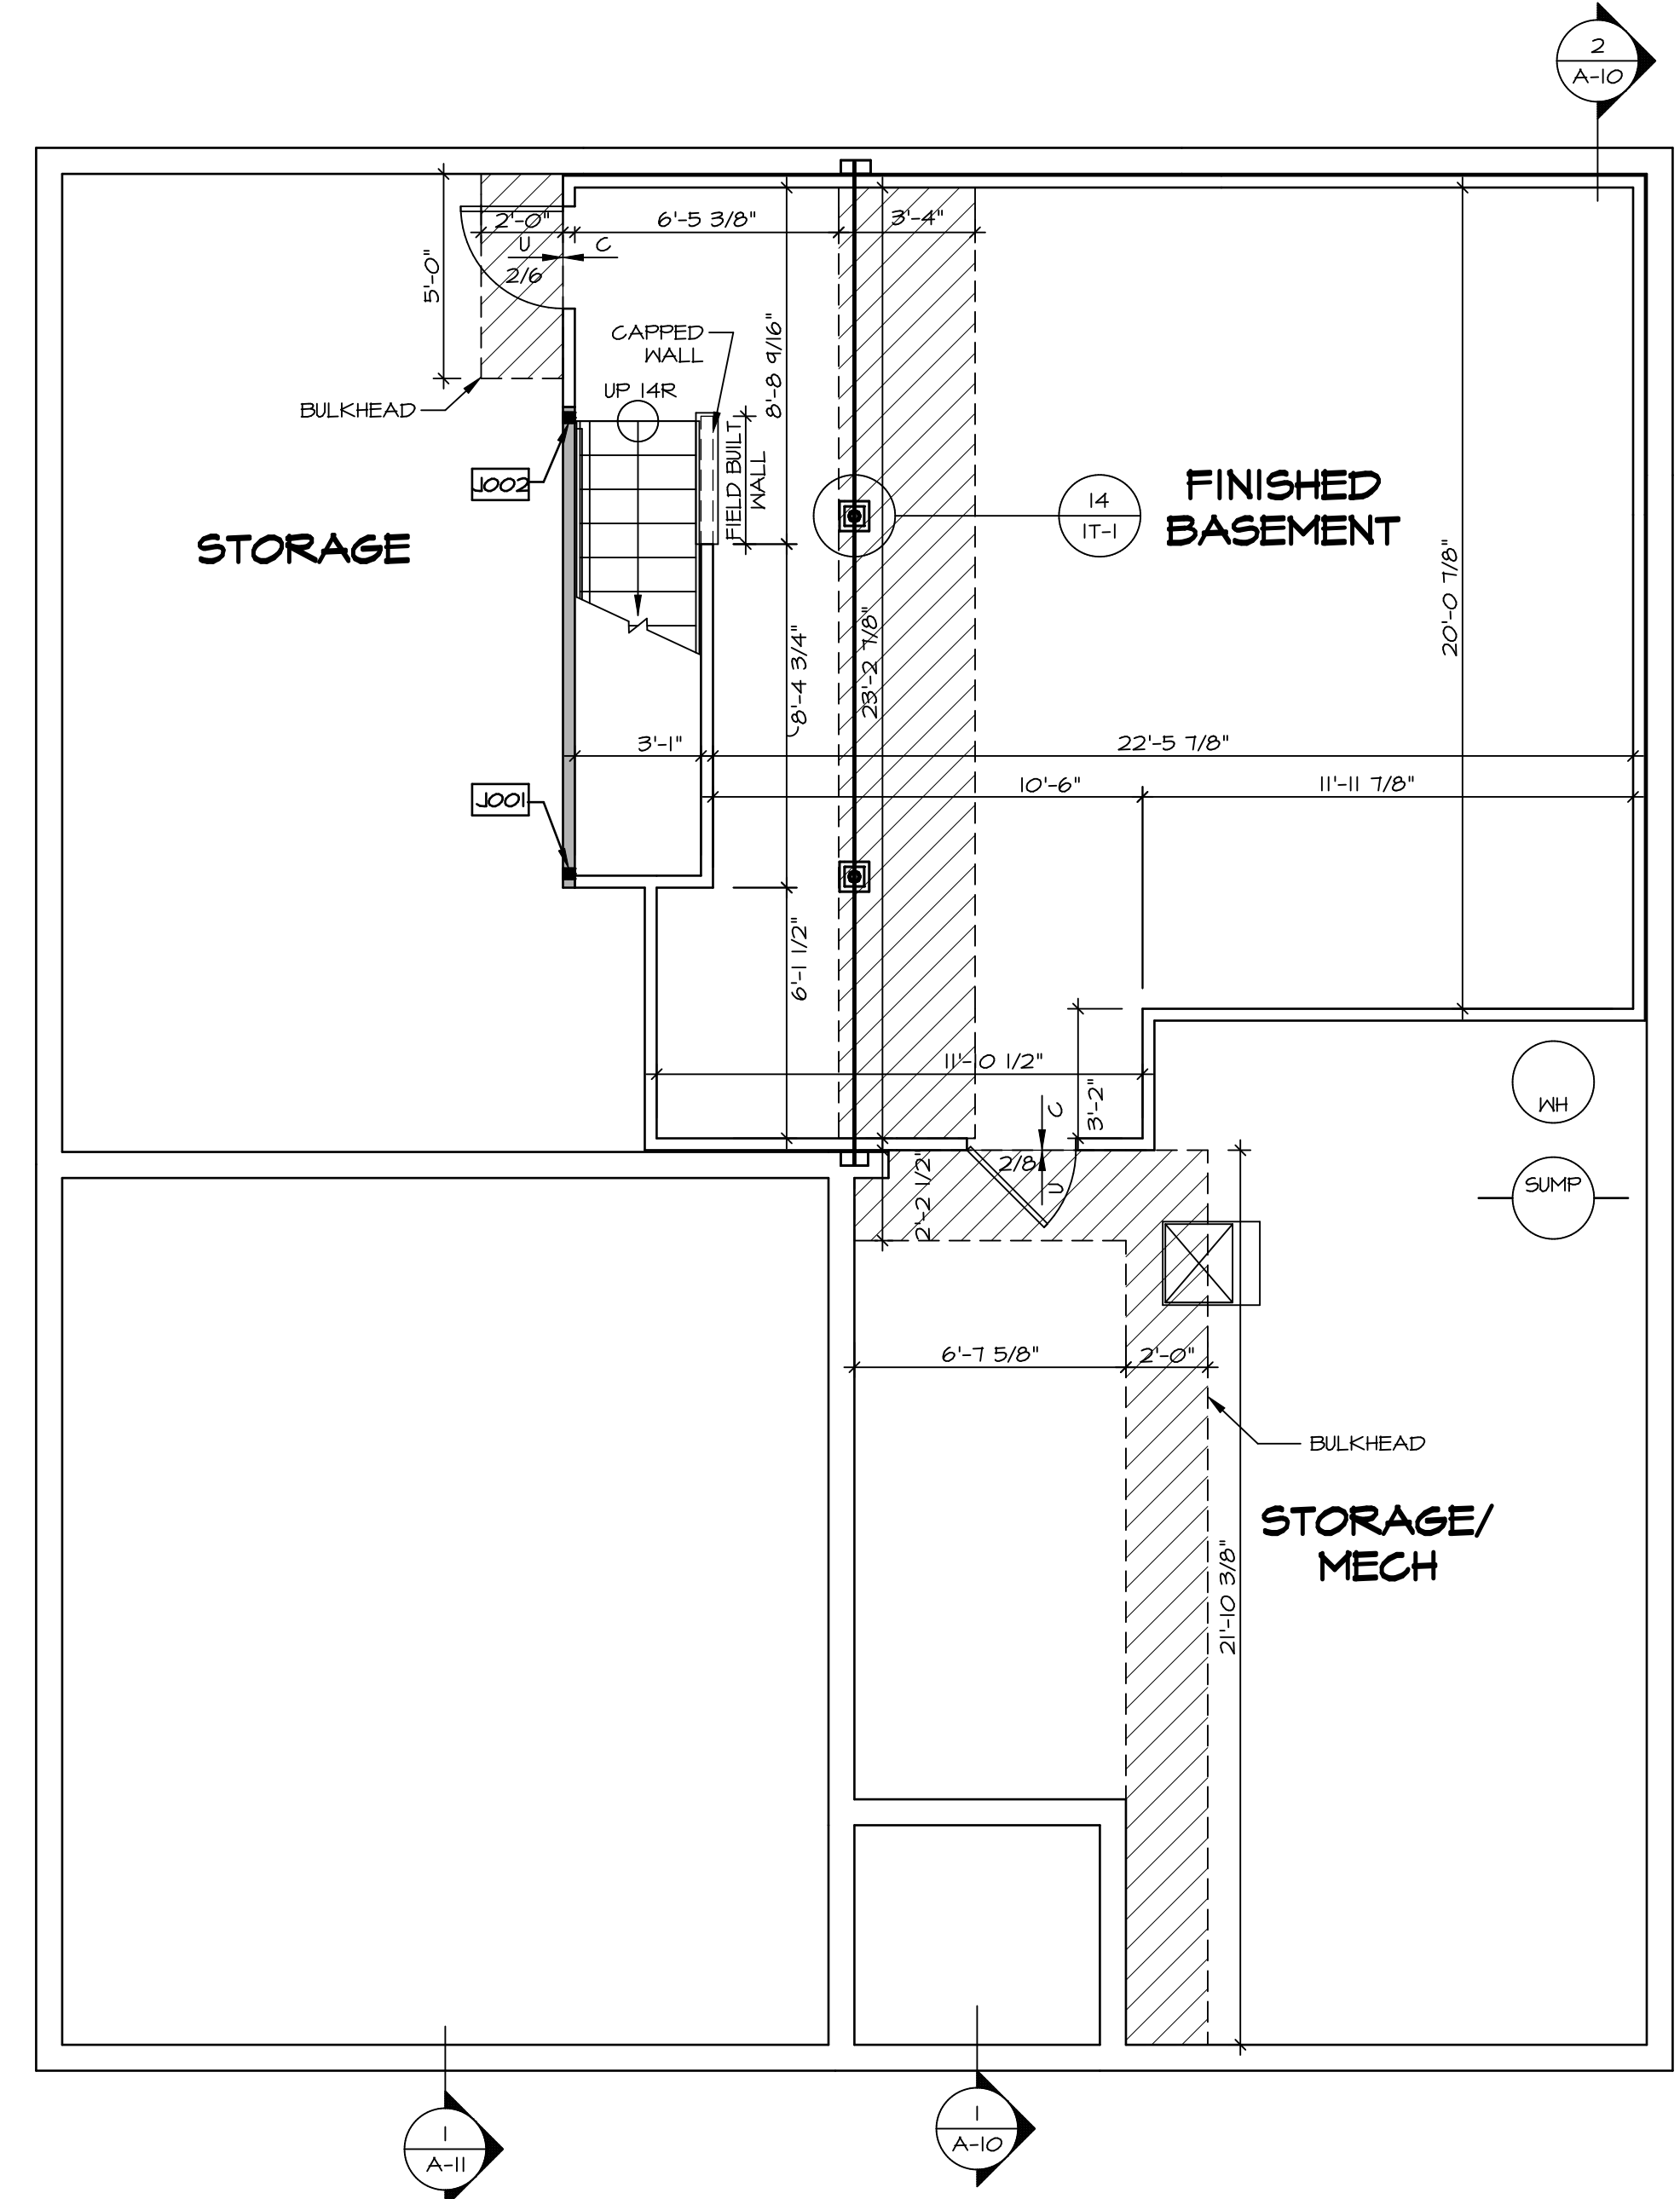 2
A-10
2'-0"
6'-5 3/8"
3'-4"
U
C
2/6
5'-0"
CAPPED
WALL
8'-8 9/16"
UP 14R
BULKHEAD
FIELD BUILT
WALL
J002
14
IT-1
FINISHED
BASEMENT
STORAGE
20'-0 7/8"
8'-4 3/4"
23'-2 7/8"
3'-1"
22'-5 7/8"
10'-6"
11'-11 7/8"
J001
6'-1 1/2"
11'-0 1/2"
3'-2"
C
WH
2/8
U
2'-2 1/2"
SUMP
6'-7 5/8"
2'-0"
BULKHEAD
STORAGE/
MECH
21'-10 3/8"
1
A-10
1
A-11